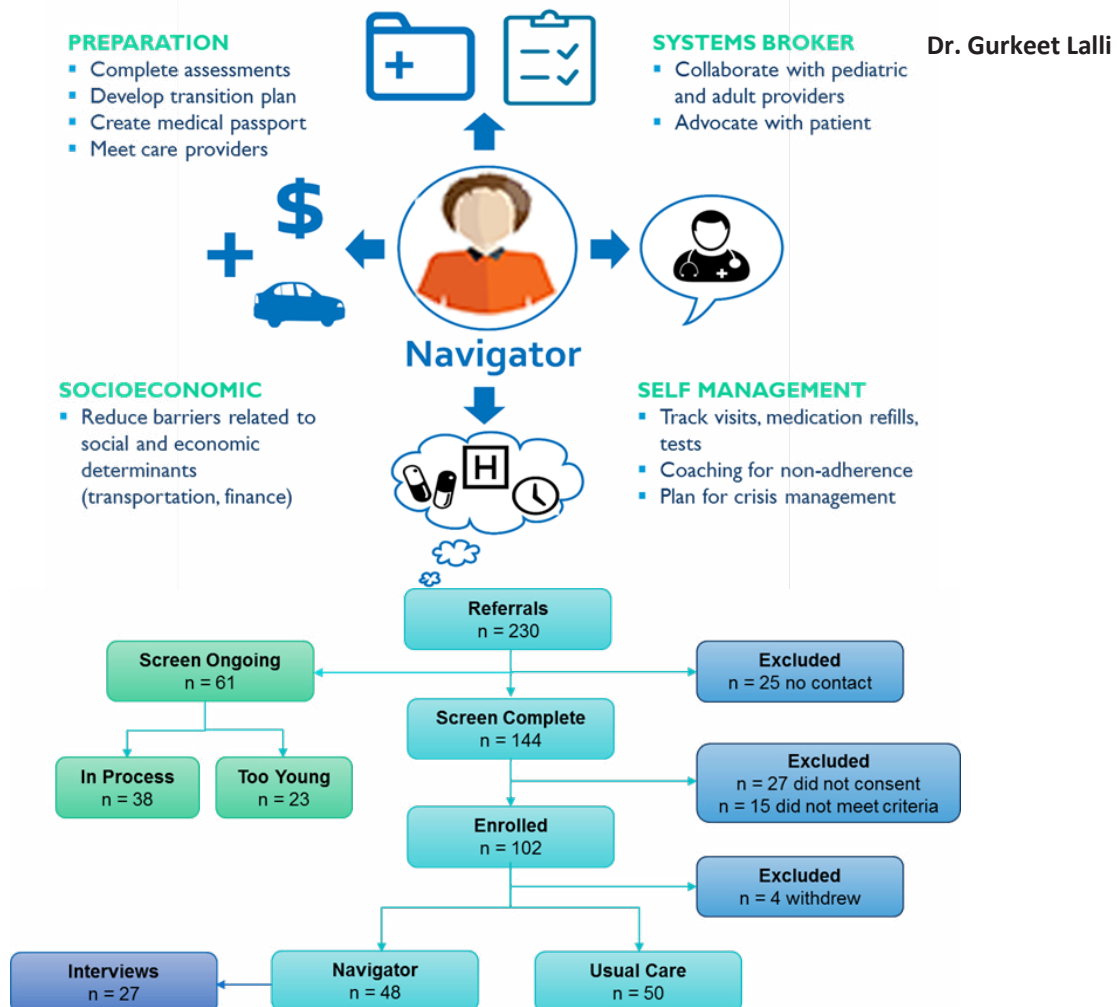 PREPARATION
▪ Complete assessments
▪ Develop transition plan
▪ Create medical passport
▪ Meet care providers
SYSTEMS BROKER
▪ Collaborate with pediatric
and adult providers
▪ Advocate with patient
Dr. Gurkeet Lalli
$
Navigator
SOCIOECONOMIC
▪ Reduce barriers related to
social and economic
determinants
(transportation, finance)
H
SELF MANAGEMENT
▪ Track visits, medication refills,
tests
▪ Coaching for non-adherence
▪ Plan for crisis management
Referrals
n = 230
Screen Ongoing
n = 61
Excluded
n = 25 no contact
Screen Complete
n = 144
In Process
n = 38
Too Young
n = 23
Excluded
n = 27 did not consent
n = 15 did not meet criteria
Enrolled
n = 102
Excluded
n = 4 withdrew
Interviews
n = 27
Navigator
n = 48
Usual Care
n = 50